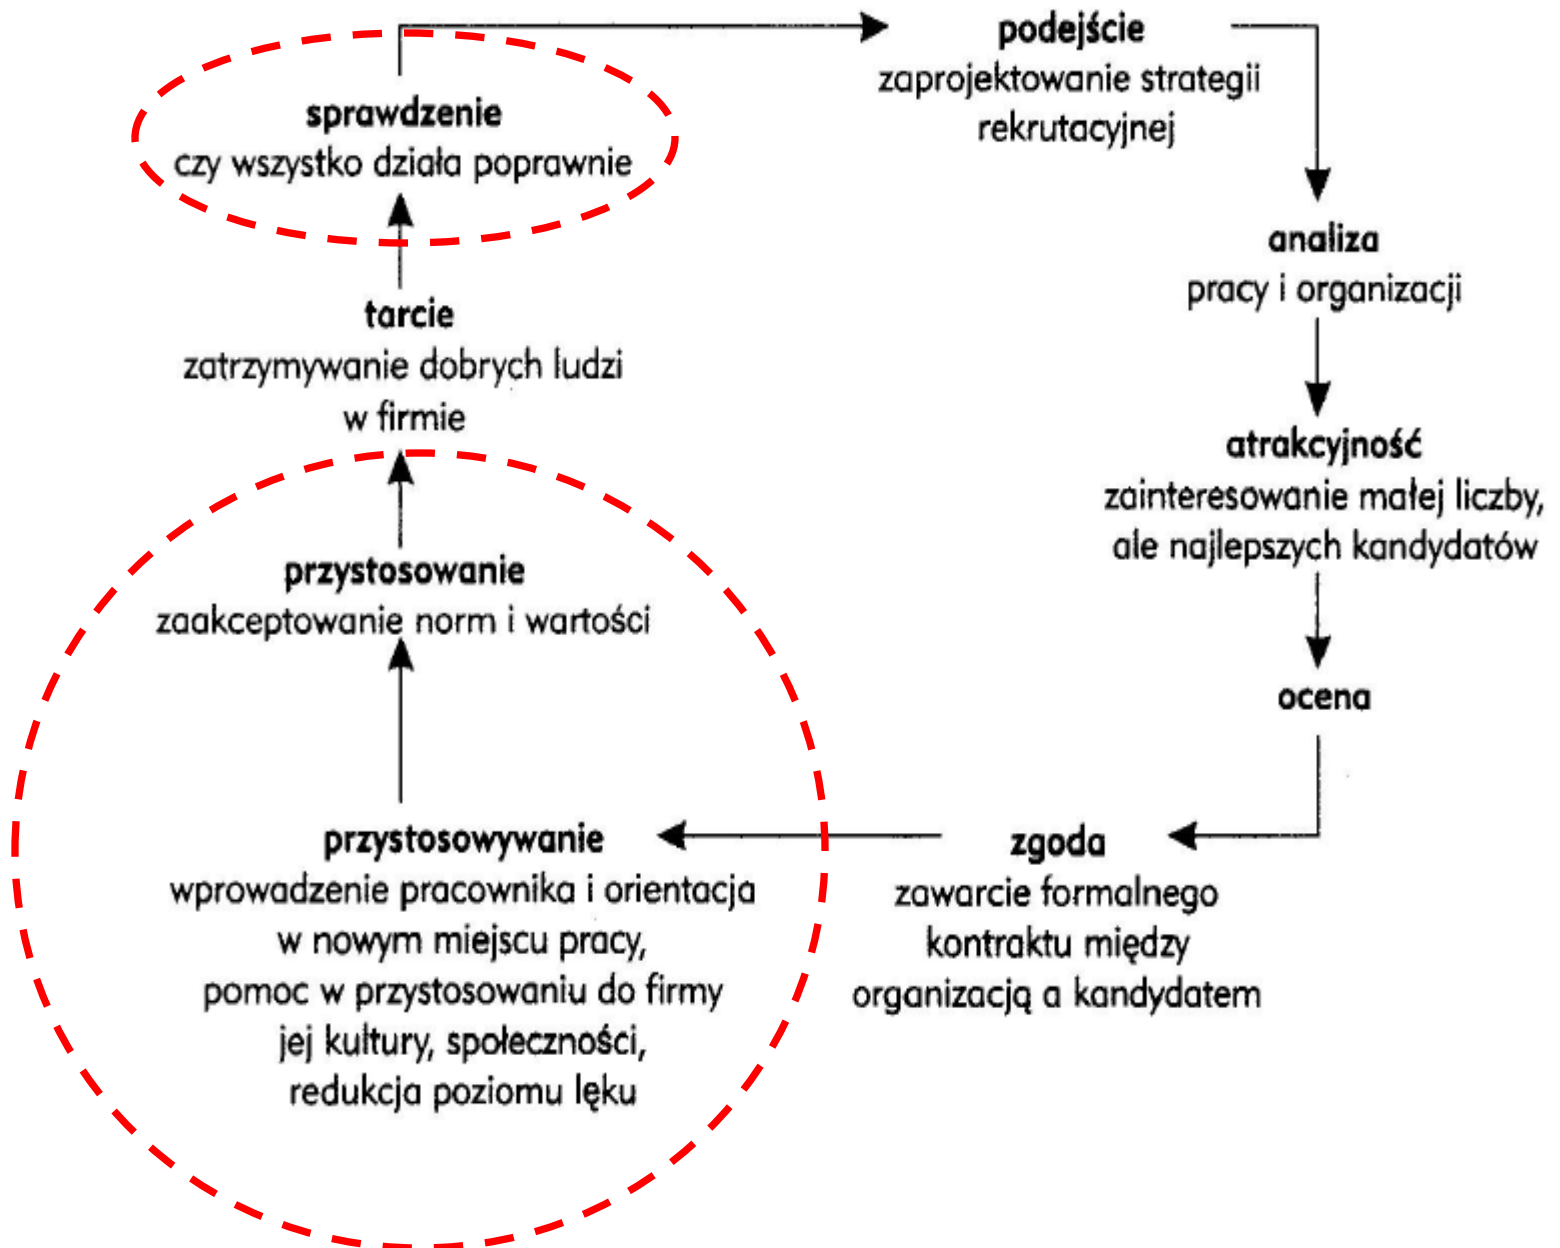 podejście
zaprojektowanie strategii
rekrutacyjnej
analiza
pracy i organizacji
atrakcyjność
zainteresowanie małej liczby,
ale najlepszych kandydatów
ocena
zgoda
zawarcie formalnego
kontraktu między
organizacją a kandydatem
przystosowywanie
wprowadzenie pracownika i orientacja
w nowym miejscu pracy,
pomoc w przystosowaniu do firmy
jej kultury, społeczności,
redukcja poziomu lęku
przystosowanie
zaakceptowanie norm i wartości
tarcie
zatrzymywanie dobrych ludzi
w firmie
sprawdzenie
czy wszystko działa poprawnie